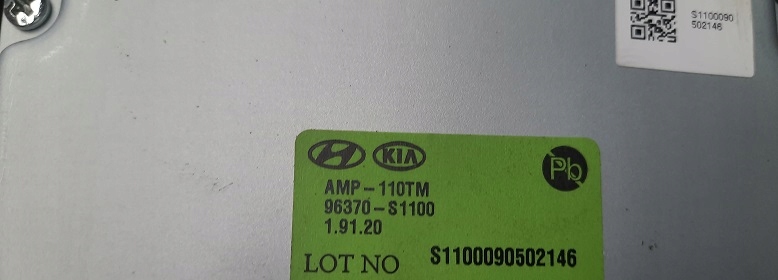 S1100090
502146
KIA
Pb
AMP-110TM
96370-S1100
1.91.20
LOT NO S1100090502146